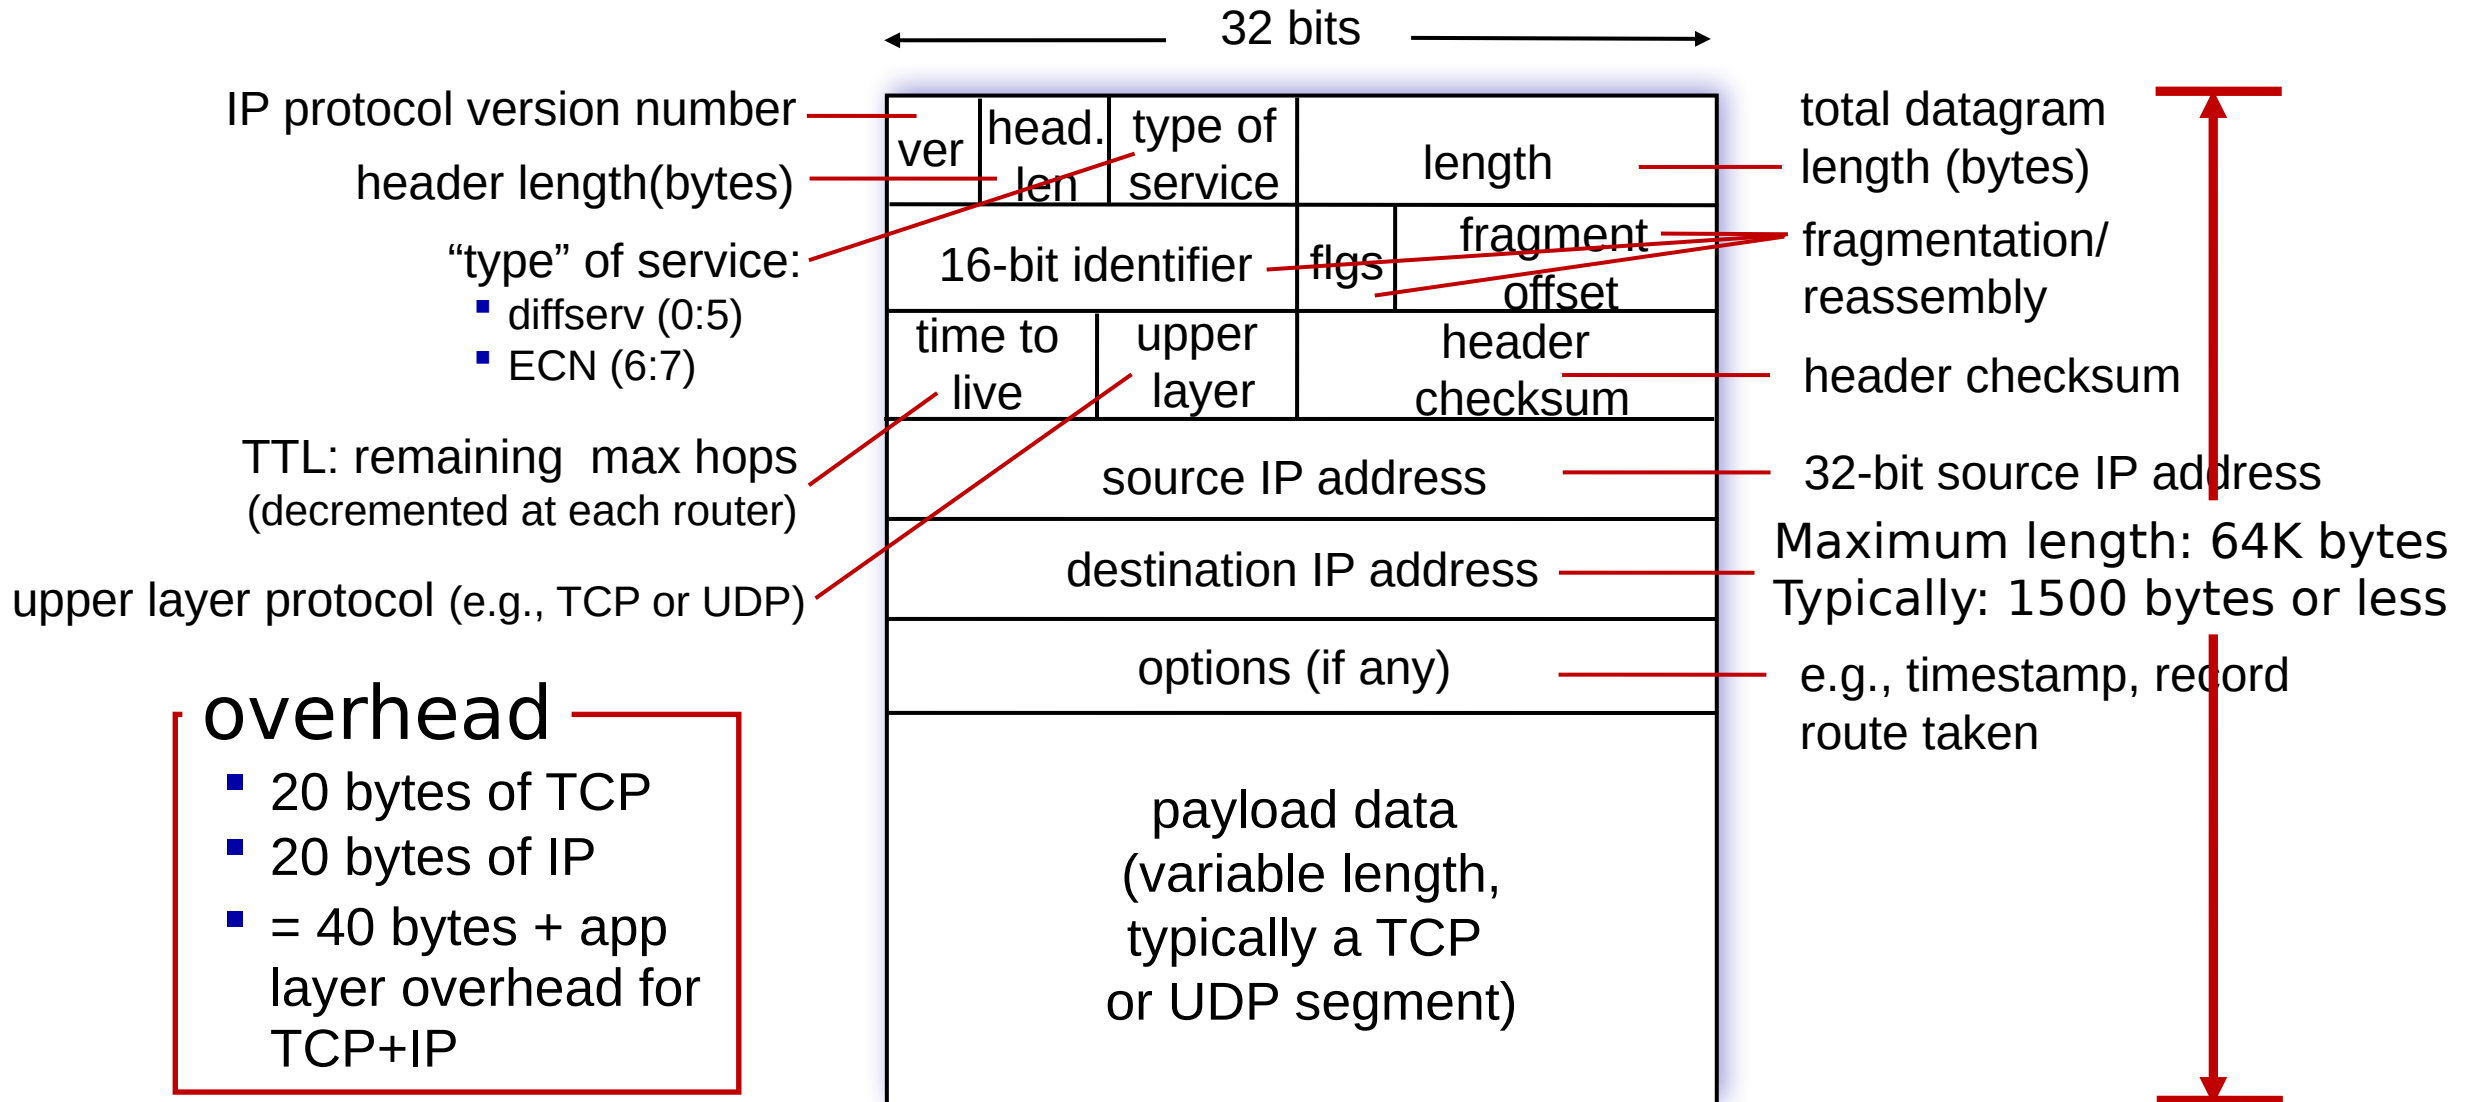 32 bits
IP protocol version number
header length(bytes)
“type” of service:
diffserv (0:5)
ECN (6:7)
TTL: remaining  max hops
(decremented at each router)
upper layer protocol (e.g., TCP or UDP)
overhead
20 bytes of TCP
20 bytes of IP
= 40 bytes + app
layer overhead for
TCP+IP
ver
head.
len
type of
service
length
16-bit identifier
flgs
fragment
offset
time to
live
upper
layer
header
checksum
source IP address
destination IP address
options (if any)
payload data
(variable length,
typically a TCP
or UDP segment)
total datagram
length (bytes)
fragmentation/
reassembly
header checksum
32-bit source IP address
Maximum length: 64K bytes
Typically: 1500 bytes or less
e.g., timestamp, record
route taken